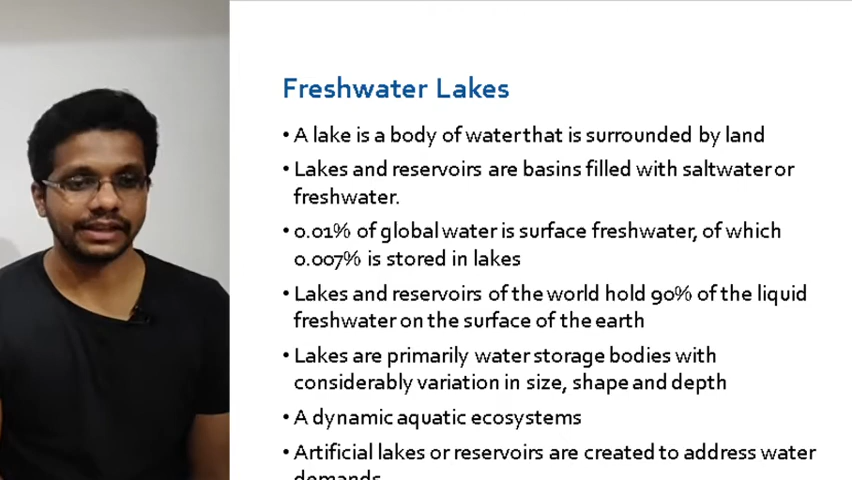 Freshwater Lakes
• A lake is a body of water that is surrounded by land
• Lakes and reservoirs are basins filled with saltwater or
freshwater.
• 0.01% of global water is surface freshwater, of which
0.007% is stored in lakes
• Lakes and reservoirs of the world hold 90% of the liquid
freshwater on the surface of the earth
• Lakes are primarily water storage bodies with
considerably variation in size, shape and depth
• A dynamic aquatic ecosystems
• Artificial lakes or reservoirs are created to address water
demands